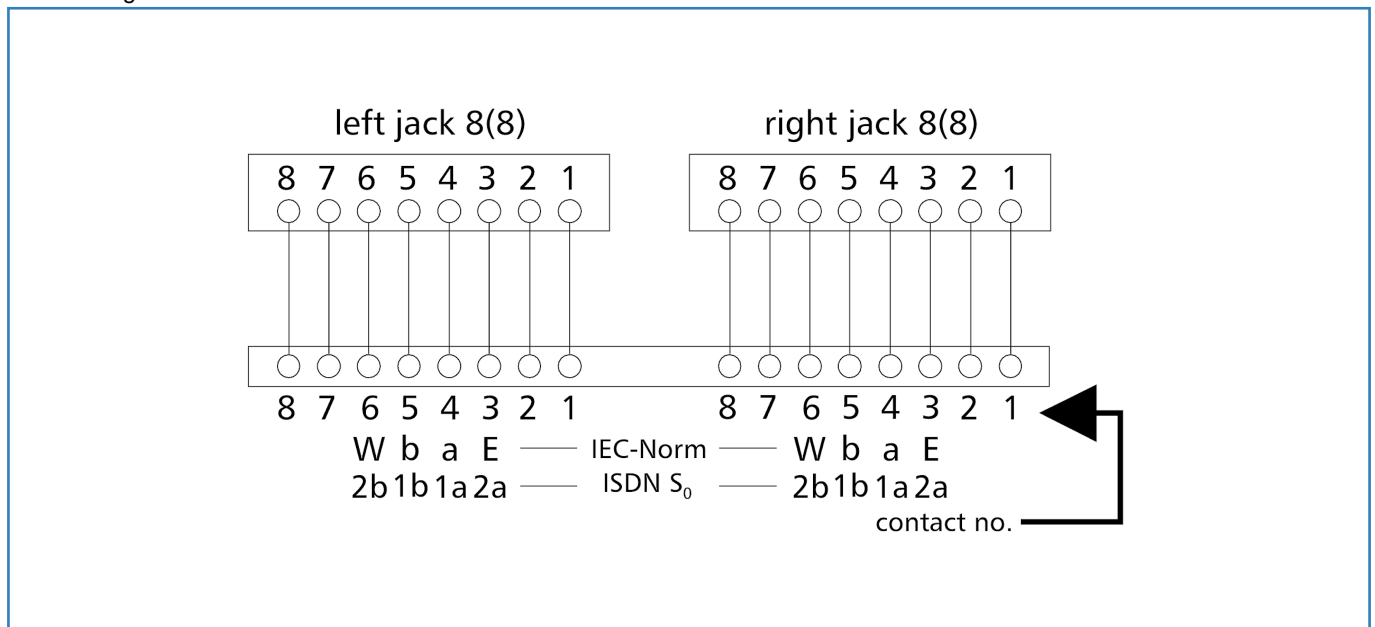 left jack 8(8) right jack 8(8)
8 7 6 5 4 3 2 1 8 7 6 5 4 3 2 1
8 7 6 5 4 3 2 1 8 7 6 5 4 3 2 1
W b a E IEC-Norm W b a E
2b 1b 1a 2a ISDN S₀ 2b 1b 1a 2a
contact no.